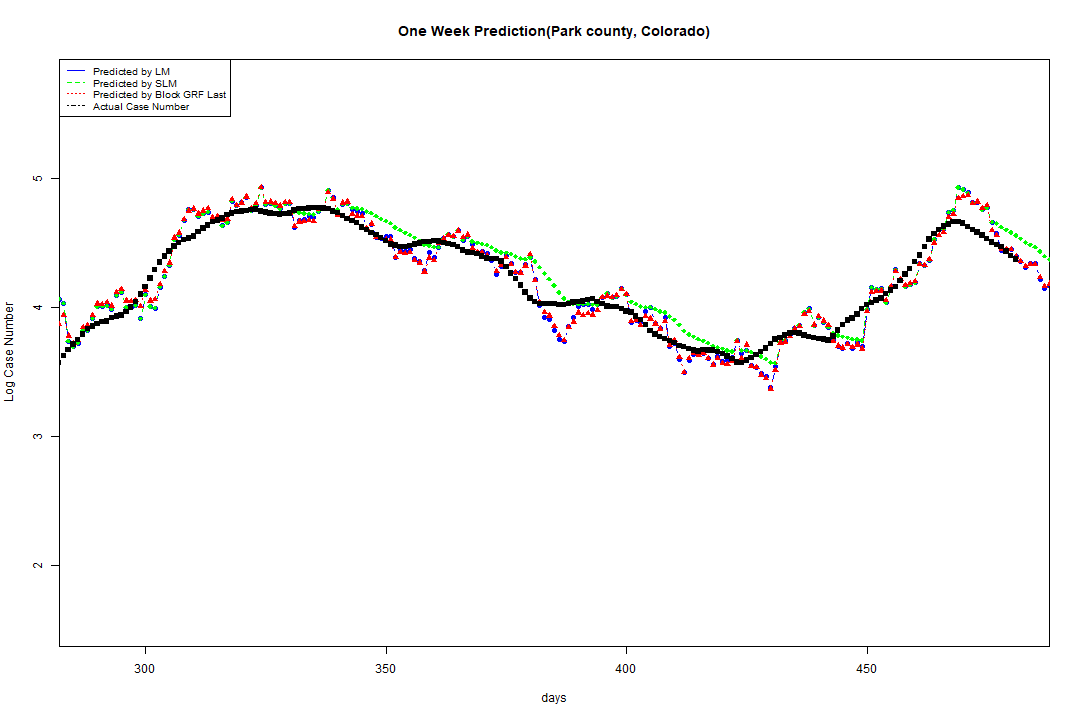 One Week Prediction(Park county, Colorado)
Predicted by LM
Predicted by SLM
Predicted by Block GRF Last
Actual Case Number
5
4
3
2
Log Case Number
300 350 400 450
days